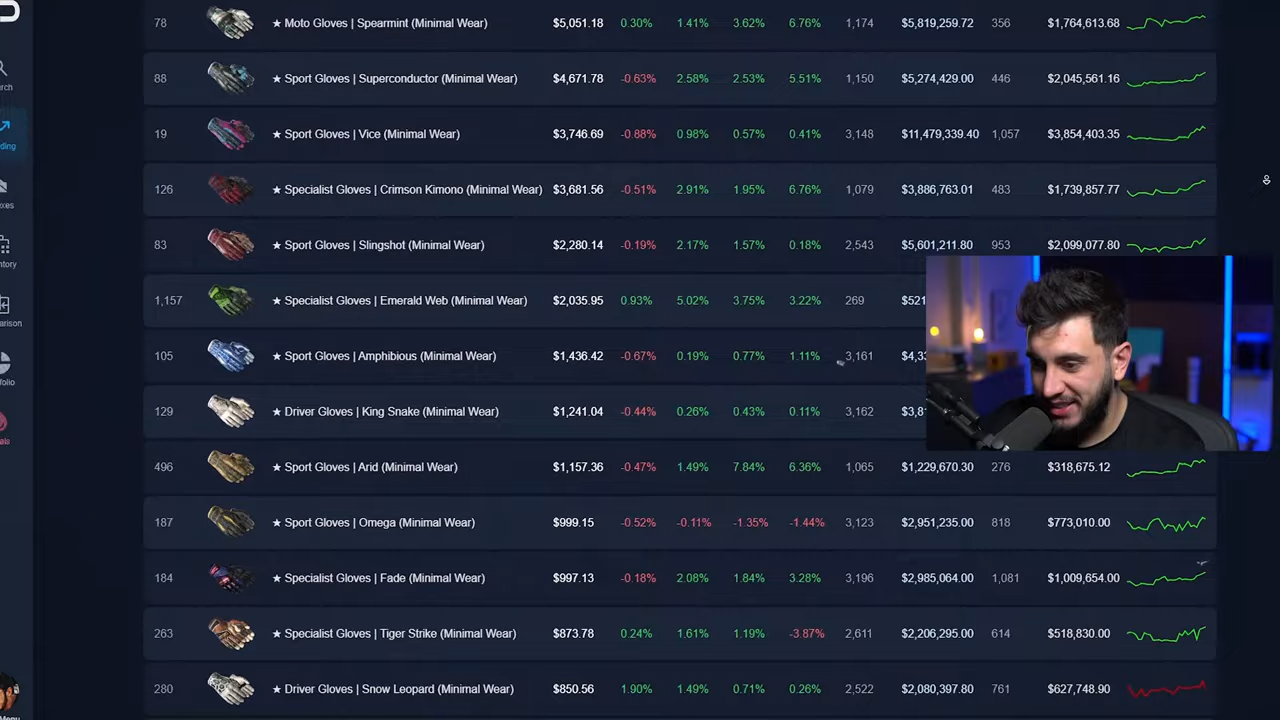 78 ★ Moto Gloves | Spearmint (Minimal Wear) $5,051.18 0.30% 1.41% 3.62% 6.76% 1,174 $5,819,259.72 356 $1,764,613.68
rch
88 ★ Sport Gloves | Superconductor (Minimal Wear) $4,671.78 -0.63% 2.58% 2.53% 5.51% 1,150 $5,274,429.00 446 $2,045,561.16
19 ★ Sport Gloves | Vice (Minimal Wear) $3,746.69 -0.88% 0.98% 0.57% 0.41% 3,148 $11,479,339.40 1,057 $3,854,403.35
ding
126 ★ Specialist Gloves | Crimson Kimono (Minimal Wear) $3,681.56 -0.51% 2.91% 1.95% 6.76% 1,079 $3,886,763.01 483 $1,739,857.77
exes
83 ★ Sport Gloves | Slingshot (Minimal Wear) $2,280.14 -0.19% 2.17% 1.57% 0.18% 2,543 $5,601,211.80 953 $2,099,077.80
ntory
1,157 ★ Specialist Gloves | Emerald Web (Minimal Wear) $2,035.95 0.93% 5.02% 3.75% 3.22% 269 $521
arison
105 ★ Sport Gloves | Amphibious (Minimal Wear) $1,436.42 -0.67% 0.19% 0.77% 1.11% 3,161 $4,33
folio
129 ★ Driver Gloves | King Snake (Minimal Wear) $1,241.04 -0.44% 0.26% 0.43% 0.11% 3,162 $3,8
als
496 ★ Sport Gloves | Arid (Minimal Wear) $1,157.36 -0.47% 1.49% 7.84% 6.36% 1,065 $1,229,670.30 276 $318,675.12
187 ★ Sport Gloves | Omega (Minimal Wear) $999.15 -0.52% -0.11% -1.35% -1.44% 3,123 $2,951,235.00 818 $773,010.00
184 ★ Specialist Gloves | Fade (Minimal Wear) $997.13 -0.18% 2.08% 1.84% 3.28% 3,196 $2,985,064.00 1,081 $1,009,654.00
263 ★ Specialist Gloves | Tiger Strike (Minimal Wear) $873.78 0.24% 1.61% 1.19% -3.87% 2,611 $2,206,295.00 614 $518,830.00
280 ★ Driver Gloves | Snow Leopard (Minimal Wear) $850.56 1.90% 1.49% 0.71% 0.26% 2,522 $2,080,397.80 761 $627,748.90
Menu